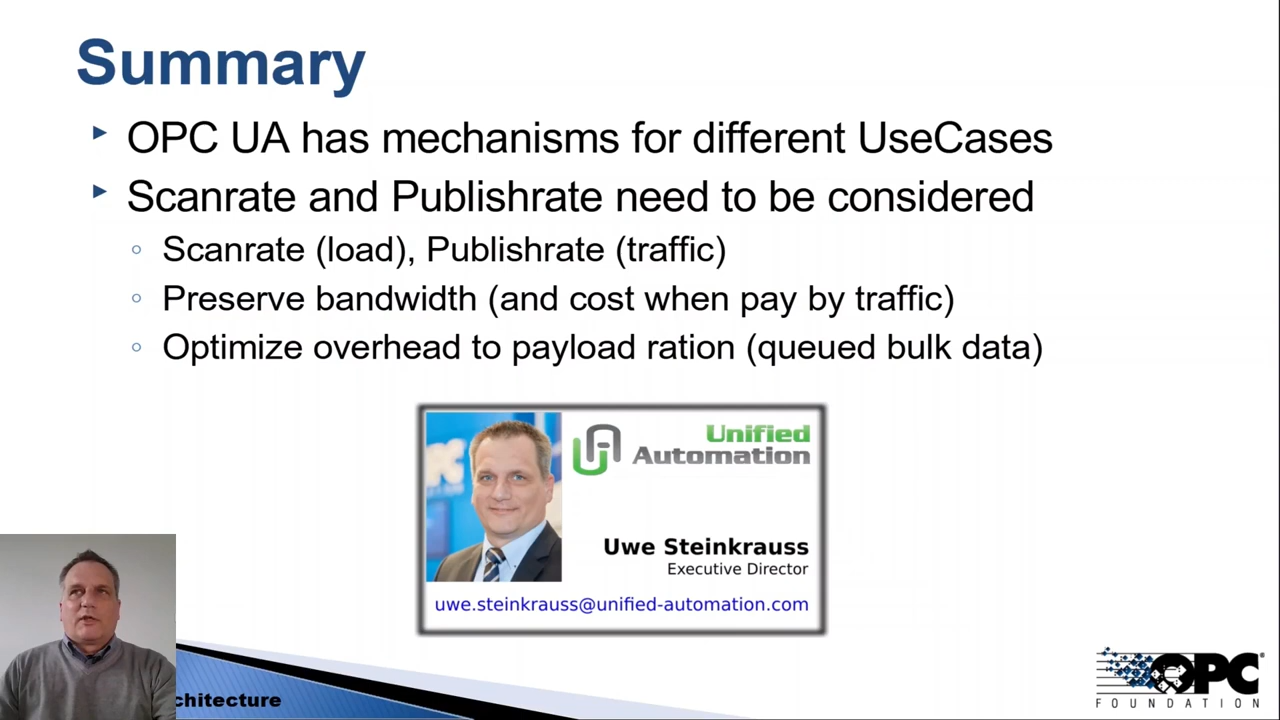 Summary
OPC UA has mechanisms for different UseCases
Scanrate and Publishrate need to be considered
Scanrate (load), Publishrate (traffic)
Preserve bandwidth (and cost when pay by traffic)
Optimize overhead to payload ration (queued bulk data)
Unified
Automation
Uwe Steinkrauss
Executive Director
uwe.steinkrauss@unified-automation.com
chitecture
OPC
FOUNDATION